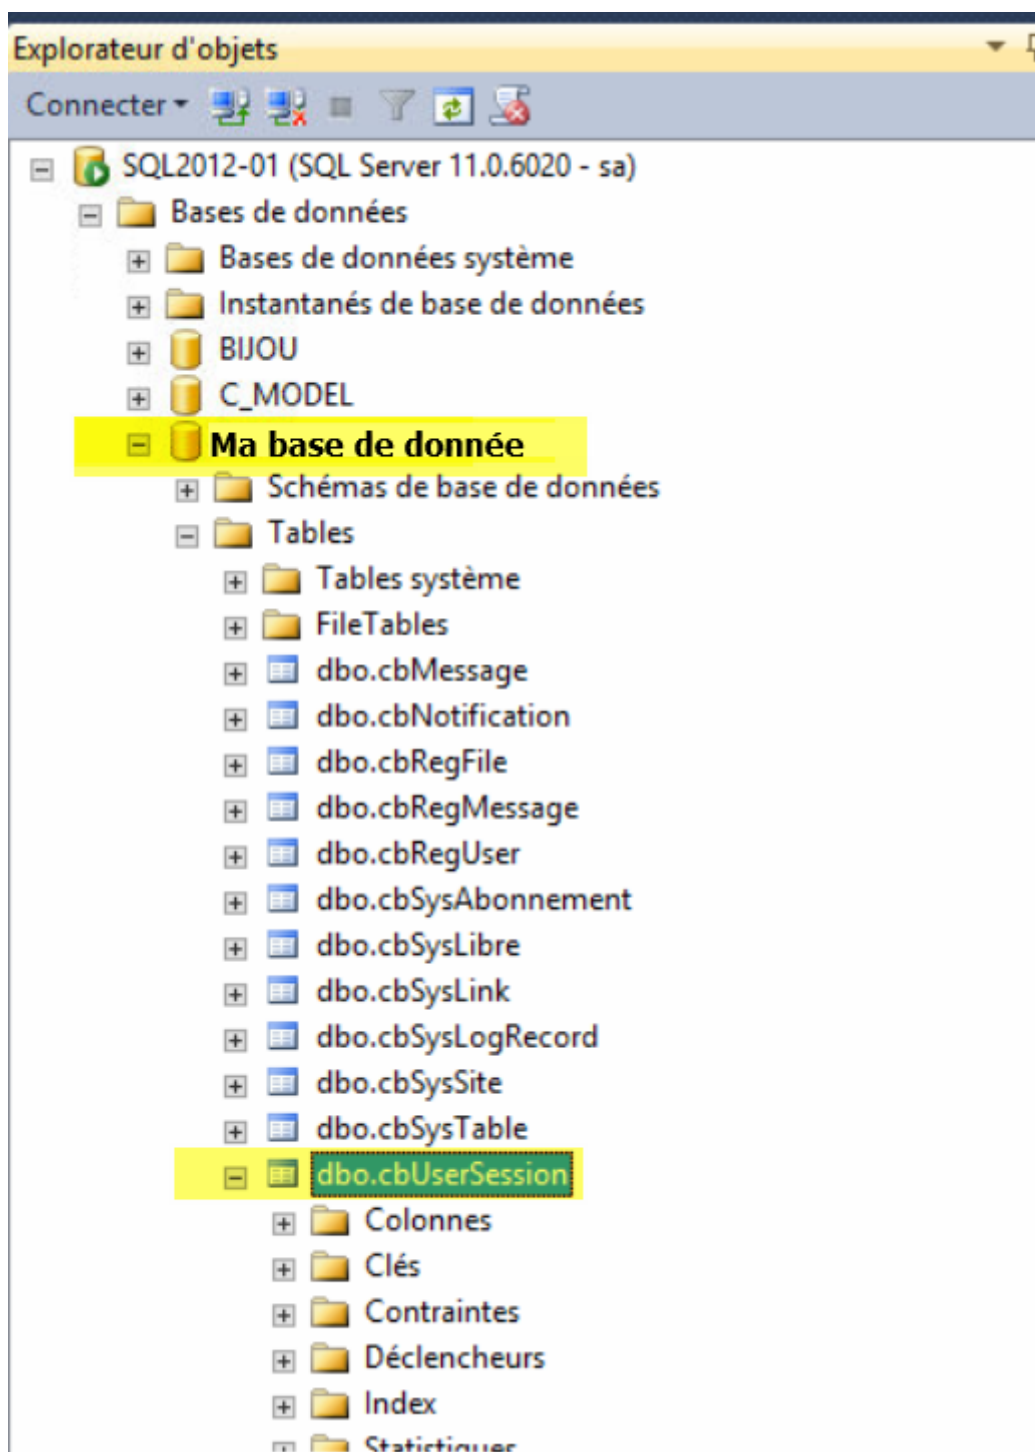 Explorateur d'objets
Connecter
SQL2012-01 (SQL Server 11.0.6020 - sa)
Bases de données
Bases de données système
Instantanés de base de données
BIJOU
C_MODEL
Ma base de donnée
Schémas de base de données
Tables
Tables système
FileTables
dbo.cbMessage
dbo.cbNotification
dbo.cbRegFile
dbo.cbRegMessage
dbo.cbRegUser
dbo.cbSysAbonnement
dbo.cbSysLibre
dbo.cbSysLink
dbo.cbSysLogRecord
dbo.cbSysSite
dbo.cbSysTable
dbo.cbUserSession
Colonnes
Clés
Contraintes
Déclencheurs
Index
Statistiques